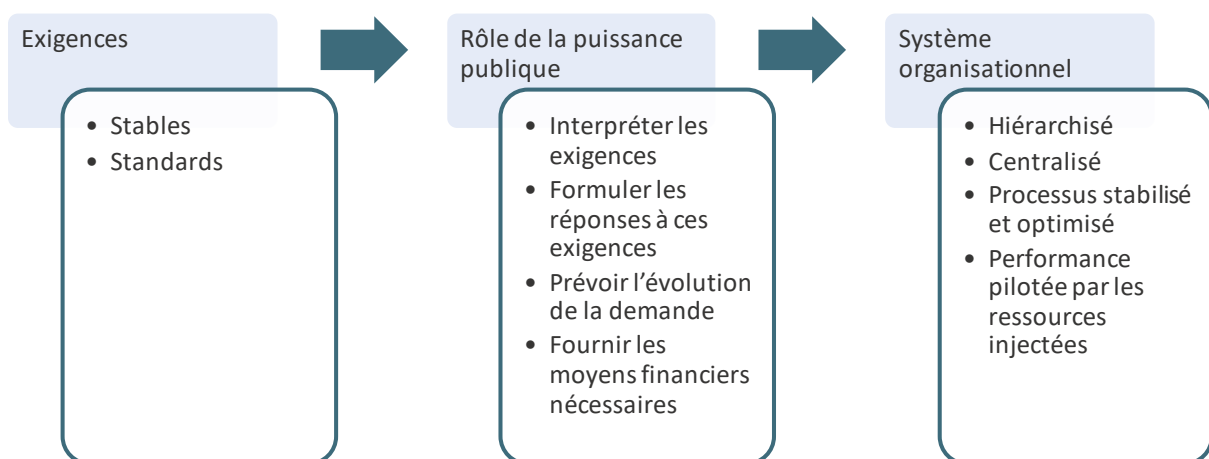 Exigences
• Stables
• Standards
Rôle de la puissance
publique
• Interpréter les
exigences
• Formuler les
réponses à ces
exigences
• Prévoir l’évolution
de la demande
• Fournir les
moyens financiers
nécessaires
Système
organisationnel
• Hiérarchisé
• Centralisé
• Processus stabilisé
et optimisé
• Performance
pilotée par les
ressources
injectées